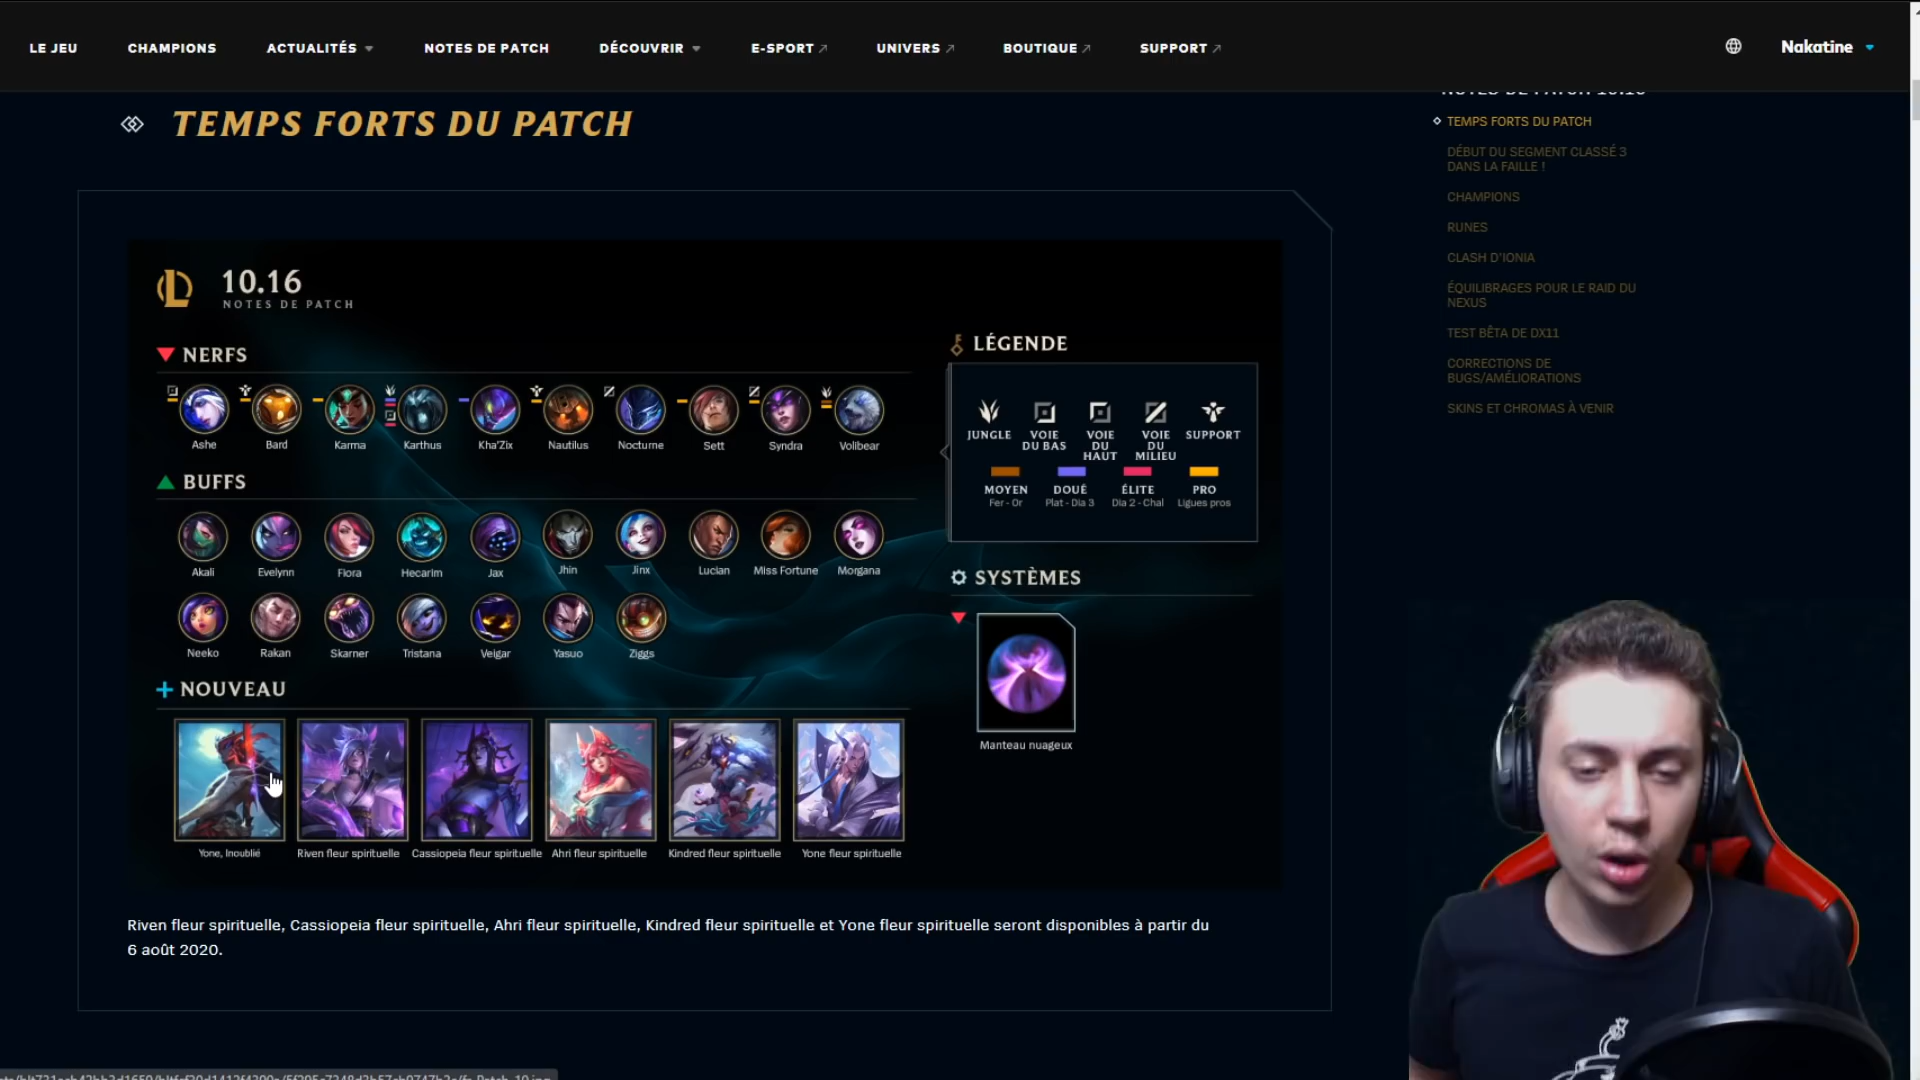 LE JEU
CHAMPIONS
ACTUALITÉS
NOTES DE PATCH
DÉCOUVRIR
E-SPORT
UNIVERS
BOUTIQUE
SUPPORT
Nakatine
TEMPS FORTS DU PATCH
10.16
NOTES DE PATCH
NERFS
Ashe
Bard
Karma
Karthus
Kha'Zix
Nautilus
Nocturne
Sett
Syndra
Volibear
BUFFS
Akali
Evelynn
Fiora
Hecarim
Jax
Jhin
Jinx
Lucian
Miss Fortune
Morgana
Neeko
Rakan
Skarner
Tristana
Veigar
Yasuo
Ziggs
NOUVEAU
Yone, Inoublié
Riven fleur spirituelle
Cassiopeia fleur spirituelle
Ahri fleur spirituelle
Kindred fleur spirituelle
Yone fleur spirituelle
LÉGENDE
JUNGLE
VOIE
DU BAS
VOIE
DU
HAUT
VOIE
DU
MILIEU
SUPPORT
MOYEN
Fer - Or
DOUÉ
Plat - Dia 3
ÉLITE
Dia 2 - Chal
PRO
Ligues pros
SYSTÈMES
Manteau nuageux
Riven fleur spirituelle, Cassiopeia fleur spirituelle, Ahri fleur spirituelle, Kindred fleur spirituelle et Yone fleur spirituelle seront disponibles à partir du
6 août 2020.
NOTES DE PATCH 10.16
TEMPS FORTS DU PATCH
DÉBUT DU SEGMENT CLASSÉ 3
DANS LA FAILLE !
CHAMPIONS
RUNES
CLASH D'IONIA
ÉQUILIBRAGES POUR LE RAID DU
NEXUS
TEST BÊTA DE DX11
CORRECTIONS DE
BUGS/AMÉLIORATIONS
SKINS ET CHROMAS À VENIR